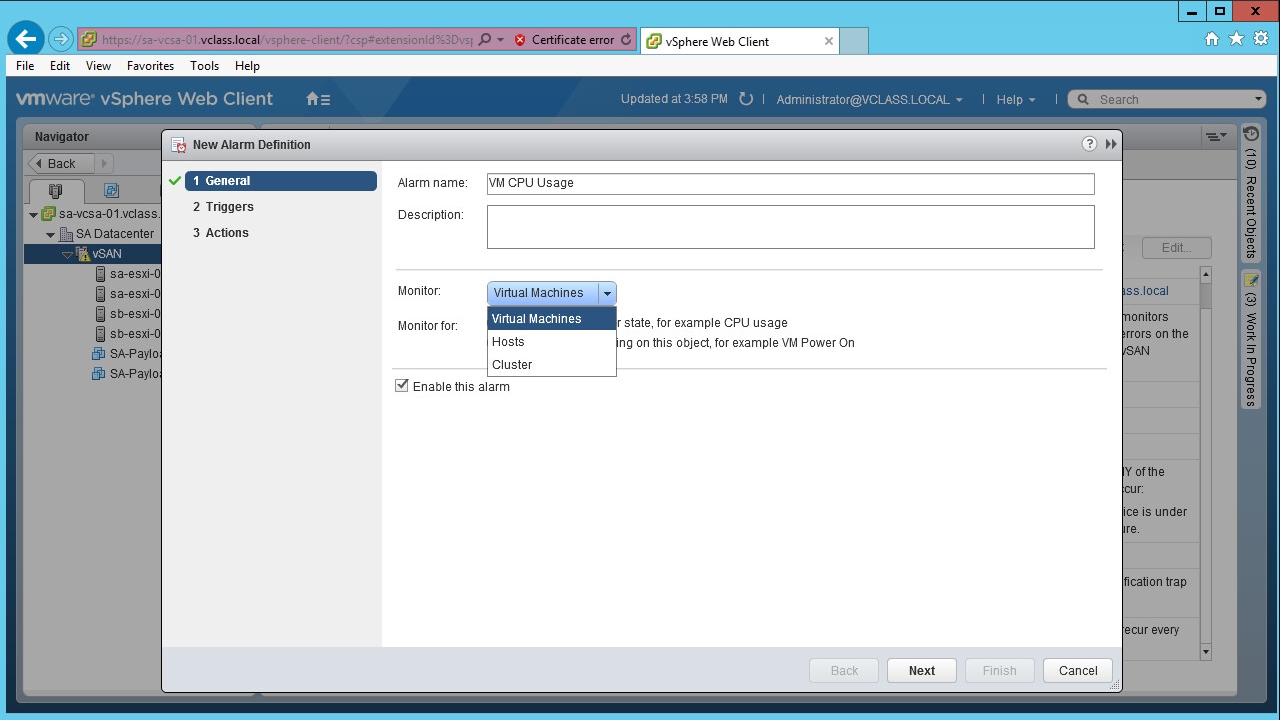 https://sa-vcsa-01.vclass.local/vsphere-client/?csp#extensionId%3Dvsp
Certificate error
vSphere Web Client
File Edit View Favorites Tools Help
vmware® vSphere Web Client
Updated at 3:58 PM
Administrator@VCLASS.LOCAL
Help
Search
Navigator
Back
sa-vcsa-01.vclass.
SA Datacenter
vSAN
sa-esxi-0
sa-esxi-0
sb-esxi-0
sb-esxi-0
SA-Payloa
SA-Payloa
New Alarm Definition
1 General
2 Triggers
3 Actions
Alarm name: VM CPU Usage
Description:
Monitor: Virtual Machines
Virtual Machines
Hosts
Cluster
Monitor for:
r state, for example CPU usage
ing on this object, for example VM Power On
Enable this alarm
Back Next Finish Cancel
Edit...
ass.local
monitors
errors on the
vSAN
NY of the
ccur:
ice is under
ure.
ification trap
recur every
(10) Recent Objects
(3) Work In Progress